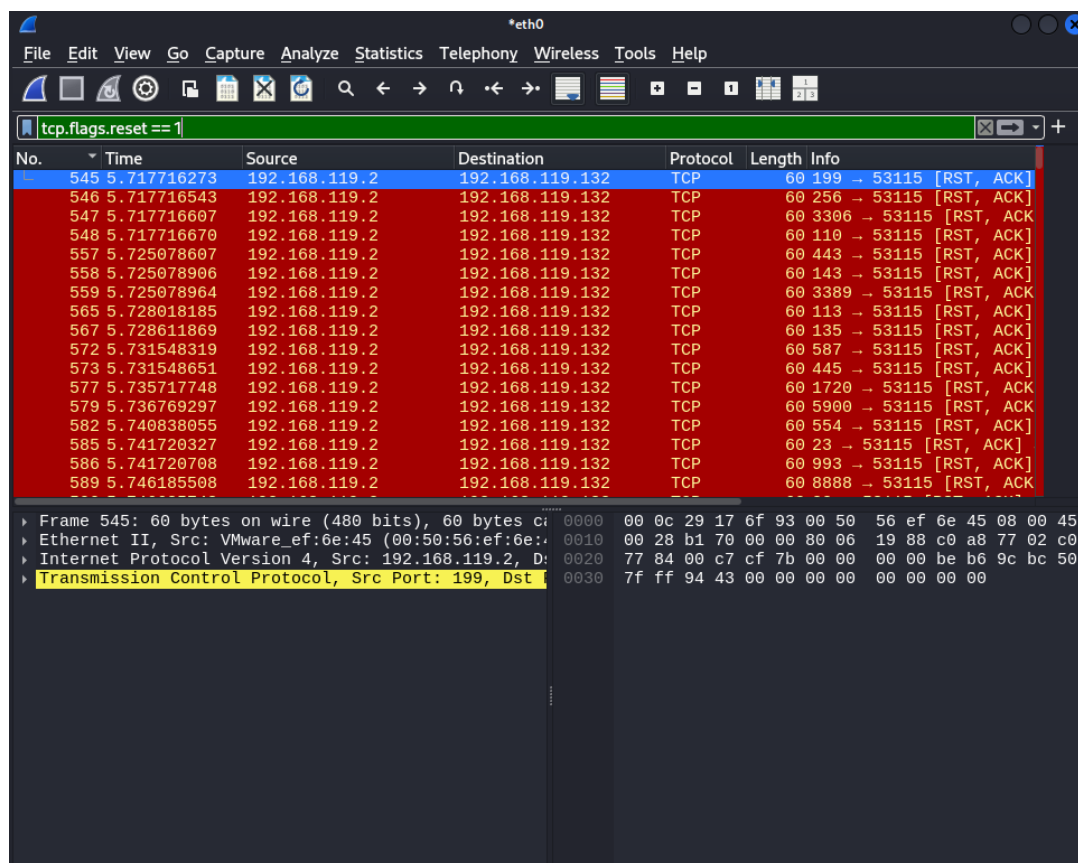 *eth0
File Edit View Go Capture Analyze Statistics Telephony Wireless Tools Help
tcp.flags.reset == 1
No. Time Source Destination Protocol Length Info
545 5.717716273 192.168.119.2 192.168.119.132 TCP 60 199 → 53115 [RST, ACK]
546 5.717716543 192.168.119.2 192.168.119.132 TCP 60 256 → 53115 [RST, ACK]
547 5.717716607 192.168.119.2 192.168.119.132 TCP 60 3306 → 53115 [RST, ACK
548 5.717716670 192.168.119.2 192.168.119.132 TCP 60 110 → 53115 [RST, ACK]
557 5.725078607 192.168.119.2 192.168.119.132 TCP 60 443 → 53115 [RST, ACK]
558 5.725078906 192.168.119.2 192.168.119.132 TCP 60 143 → 53115 [RST, ACK]
559 5.725078964 192.168.119.2 192.168.119.132 TCP 60 3389 → 53115 [RST, ACK
565 5.728018185 192.168.119.2 192.168.119.132 TCP 60 113 → 53115 [RST, ACK]
567 5.728611869 192.168.119.2 192.168.119.132 TCP 60 135 → 53115 [RST, ACK]
572 5.731548319 192.168.119.2 192.168.119.132 TCP 60 587 → 53115 [RST, ACK]
573 5.731548651 192.168.119.2 192.168.119.132 TCP 60 445 → 53115 [RST, ACK]
577 5.735717748 192.168.119.2 192.168.119.132 TCP 60 1720 → 53115 [RST, ACK
579 5.736769297 192.168.119.2 192.168.119.132 TCP 60 5900 → 53115 [RST, ACK
582 5.740838055 192.168.119.2 192.168.119.132 TCP 60 554 → 53115 [RST, ACK]
585 5.741720327 192.168.119.2 192.168.119.132 TCP 60 23 → 53115 [RST, ACK]
586 5.741720708 192.168.119.2 192.168.119.132 TCP 60 993 → 53115 [RST, ACK]
589 5.746185508 192.168.119.2 192.168.119.132 TCP 60 8888 → 53115 [RST, ACK
Frame 545: 60 bytes on wire (480 bits), 60 bytes ca 0000 00 0c 29 17 6f 93 00 50 56 ef 6e 45 08 00 45
Ethernet II, Src: VMware_ef:6e:45 (00:50:56:ef:6e:4 0010 00 28 b1 70 00 00 80 06 19 88 c0 a8 77 02 c0
Internet Protocol Version 4, Src: 192.168.119.2, Ds 0020 77 84 00 c7 cf 7b 00 00 00 00 be b6 9c bc 50
Transmission Control Protocol, Src Port: 199, Dst P 0030 7f ff 94 43 00 00 00 00 00 00 00 00